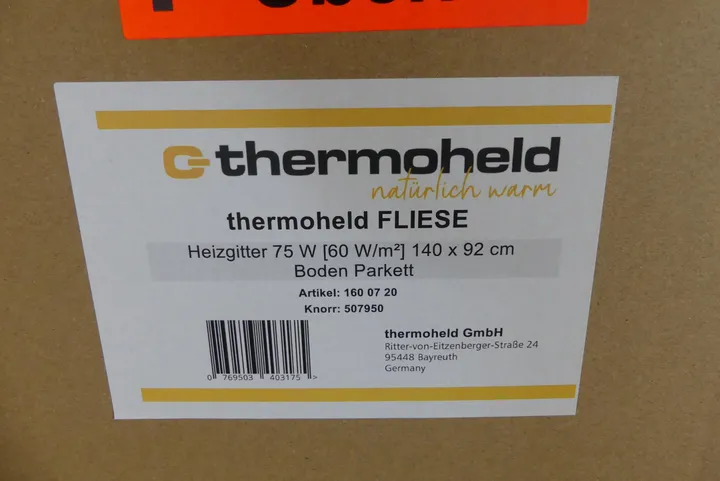 thermoheld
natürlich warm
thermoheld FLIESE
Heizgitter 75 W [60 W/m²] 140 x 92 cm
Boden Parkett
Artikel: 160 07 20
Knorr: 507950
thermoheld GmbH
Ritter-von-Eitzenberger-Straße 24
95448 Bayreuth
Germany
0 769503 403175 >